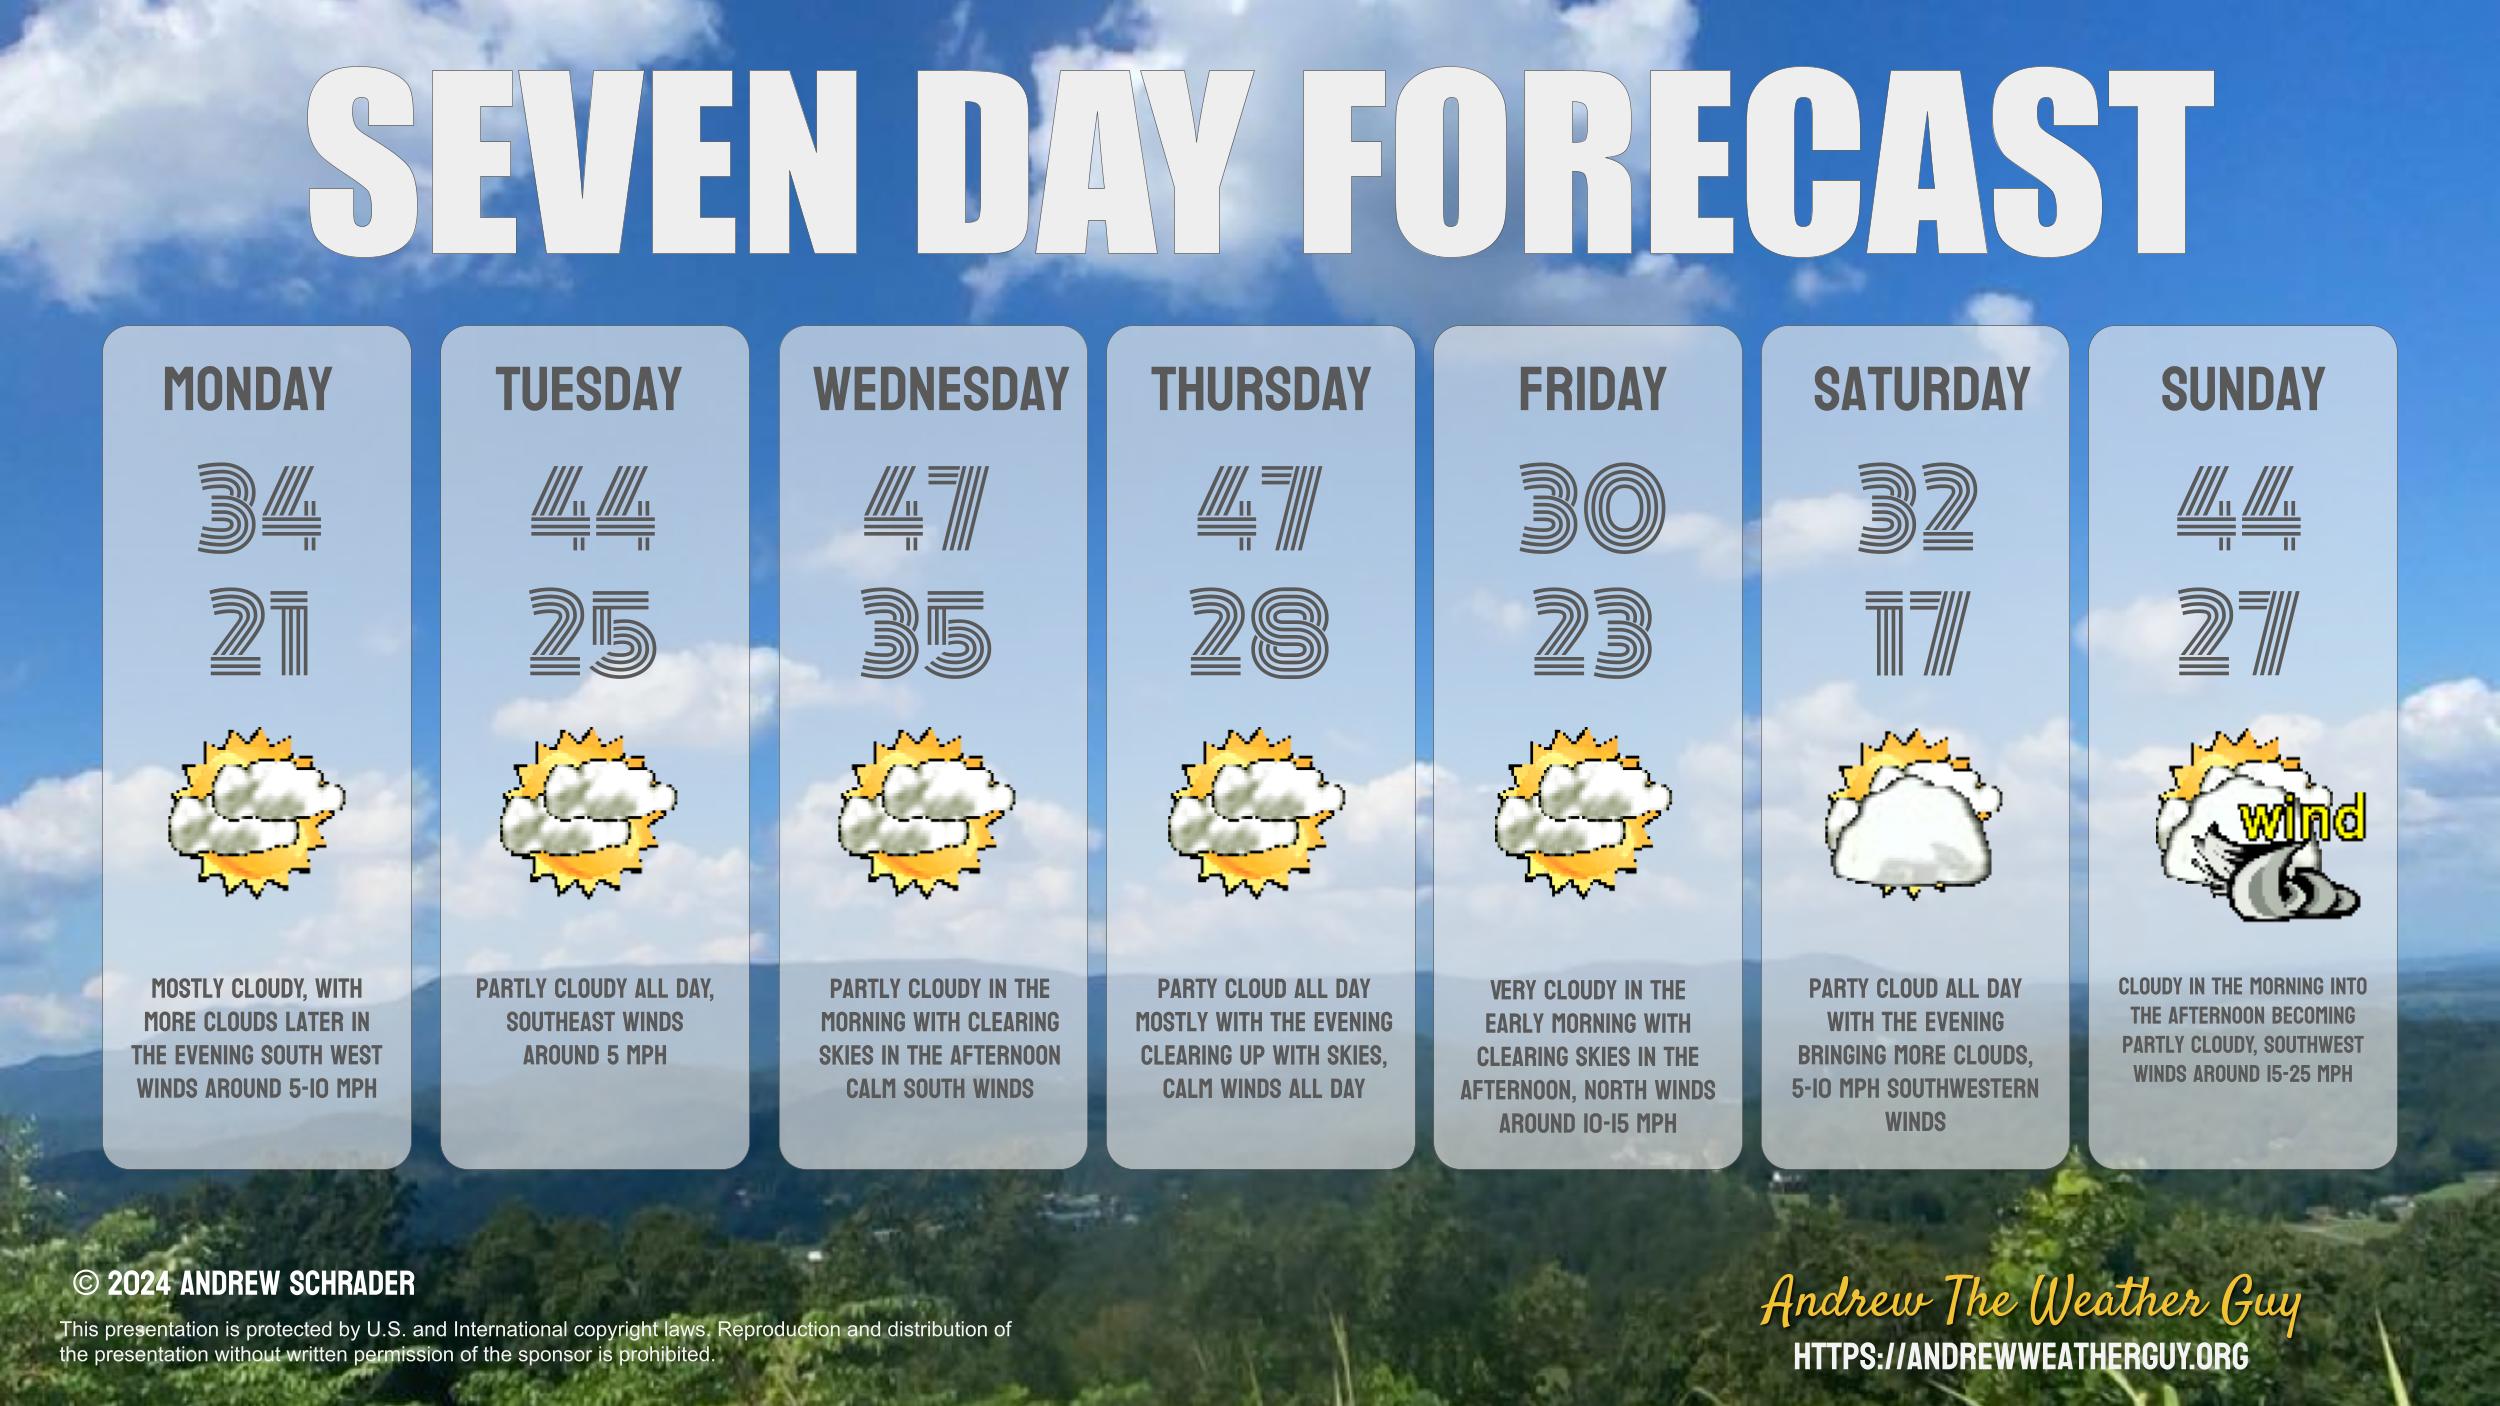 SEVEN DAY FORECAST
MONDAY
34
21
MOSTLY CLOUDY, WITH
MORE CLOUDS LATER IN
THE EVENING SOUTH WEST
WINDS AROUND 5-10 MPH
TUESDAY
44
25
PARTLY CLOUDY ALL DAY,
SOUTHEAST WINDS
AROUND 5 MPH
WEDNESDAY
47
35
PARTLY CLOUDY IN THE
MORNING WITH CLEARING
SKIES IN THE AFTERNOON
CALM SOUTH WINDS
THURSDAY
47
28
PARTY CLOUD ALL DAY
MOSTLY WITH THE EVENING
CLEARING UP WITH SKIES,
CALM WINDS ALL DAY
FRIDAY
30
23
VERY CLOUDY IN THE
EARLY MORNING WITH
CLEARING SKIES IN THE
AFTERNOON, NORTH WINDS
AROUND 10-15 MPH
SATURDAY
32
17
PARTY CLOUD ALL DAY
WITH THE EVENING
BRINGING MORE CLOUDS,
5-10 MPH SOUTHWESTERN
WINDS
SUNDAY
44
27
wind
CLOUDY IN THE MORNING INTO
THE AFTERNOON BECOMING
PARTLY CLOUDY, SOUTHWEST
WINDS AROUND 15-25 MPH
© 2024 ANDREW SCHRADER
This presentation is protected by U.S. and International copyright laws. Reproduction and distribution of
the presentation without written permission of the sponsor is prohibited.
Andrew The Weather Guy
HTTPS://ANDREWWEATHERGUY.ORG